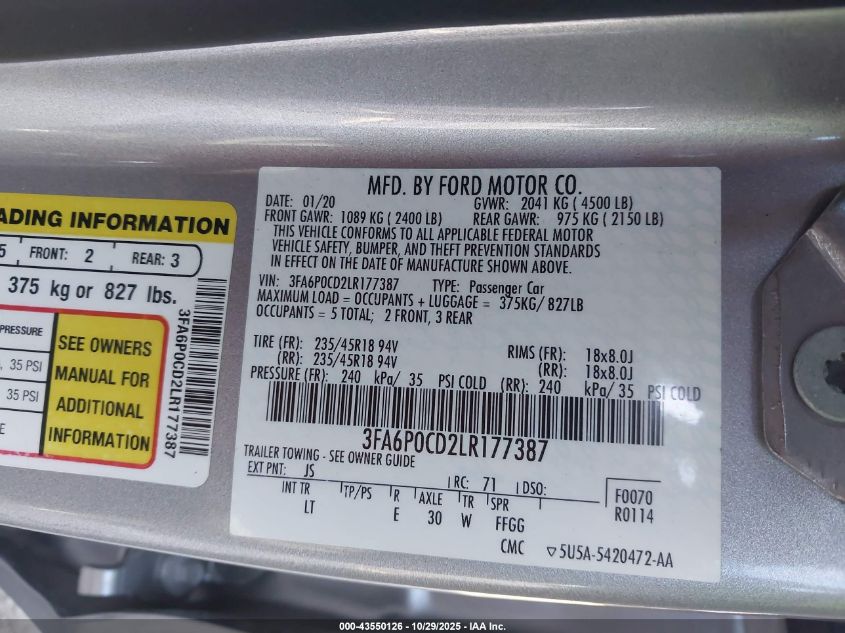 ADING INFORMATION
5 FRONT: 2 REAR: 3
375 kg or 827 lbs.
PRESSURE
35 PSI
35 PSI
SEE OWNERS
MANUAL FOR
ADDITIONAL
INFORMATION
3FA6P0CD2LR177387
MFD. BY FORD MOTOR CO.
DATE: 01/20 GVWR: 2041 KG ( 4500 LB)
FRONT GAWR: 1089 KG ( 2400 LB) REAR GAWR: 975 KG ( 2150 LB)
THIS VEHICLE CONFORMS TO ALL APPLICABLE FEDERAL MOTOR
VEHICLE SAFETY, BUMPER, AND THEFT PREVENTION STANDARDS
IN EFFECT ON THE DATE OF MANUFACTURE SHOWN ABOVE.
VIN: 3FA6P0CD2LR177387 TYPE: Passenger Car
MAXIMUM LOAD = OCCUPANTS + LUGGAGE = 375KG/ 827LB
OCCUPANTS = 5 TOTAL; 2 FRONT, 3 REAR
TIRE (FR): 235/45R18 94V RIMS (FR): 18x8.0J
(RR): 235/45R18 94V (RR): 18x8.0J
PRESSURE (FR): 240 kPa/ 35 PSI COLD (RR): 240 kPa/ 35 PSI COLD
3FA6P0CD2LR177387
TRAILER TOWING - SEE OWNER GUIDE
EXT PNT: JS RC: 71 DSO:
INT TR TP/PS R AXLE TR SPR
LT E 30 W FFGG
F0070
R0114
CMC ▽5U5A-5420472-AA
000-43550126 - 10/29/2025 - IAA Inc.